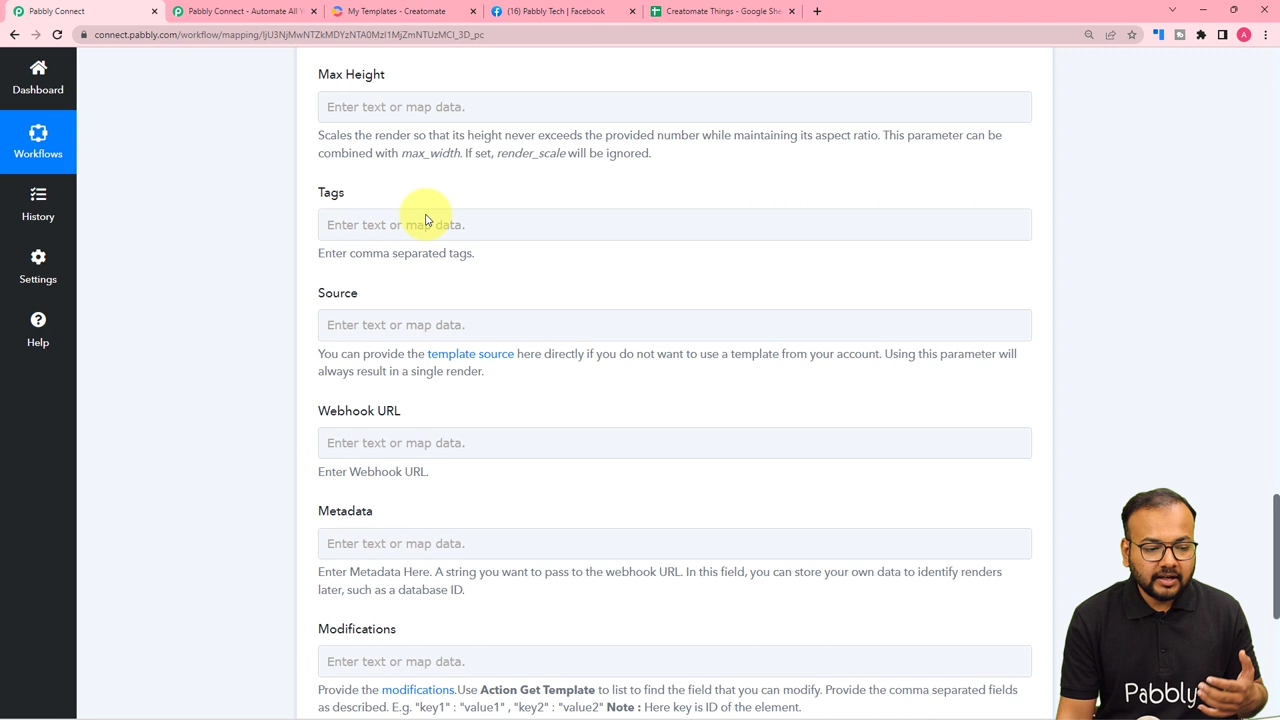 Pabbly Connect
Pabbly Connect - Automate All Y
My Templates - Creatomate
(16) Pabbly Tech | Facebook
Creatomate Things - Google She
Dashboard
Workflows
History
Settings
Help
Max Height
Enter text or map data.
Scales the render so that its height never exceeds the provided number while maintaining its aspect ratio. This parameter can be
combined with max_width. If set, render_scale will be ignored.
Tags
Enter text or map data.
Enter comma separated tags.
Source
Enter text or map data.
You can provide the template source here directly if you do not want to use a template from your account. Using this parameter will
always result in a single render.
Webhook URL
Enter text or map data.
Enter Webhook URL.
Metadata
Enter text or map data.
Enter Metadata Here. A string you want to pass to the webhook URL. In this field, you can store your own data to identify renders
later, such as a database ID.
Modifications
Enter text or map data.
Provide the modifications.Use Action Get Template to list to find the field that you can modify. Provide the comma separated fields
as described. E.g. "key1" : "value1" , "key2" : "value2" Note : Here key is ID of the element.
Pabbly
A